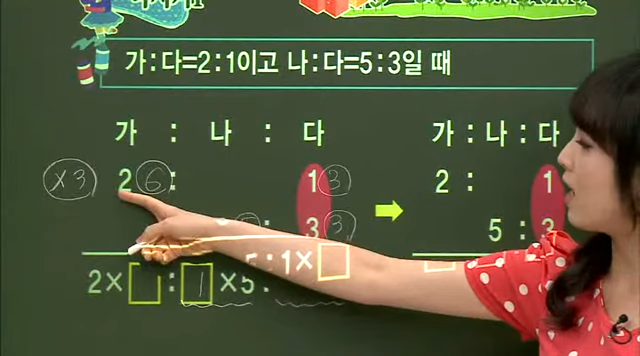 가:다=2:1이고 나:다=5:3일 때
가 : 나 : 다
×3 2 6 : 1 3
3 3
5:1×□
2×□:1×5:
가:나:다
2 : 1
5 : 3